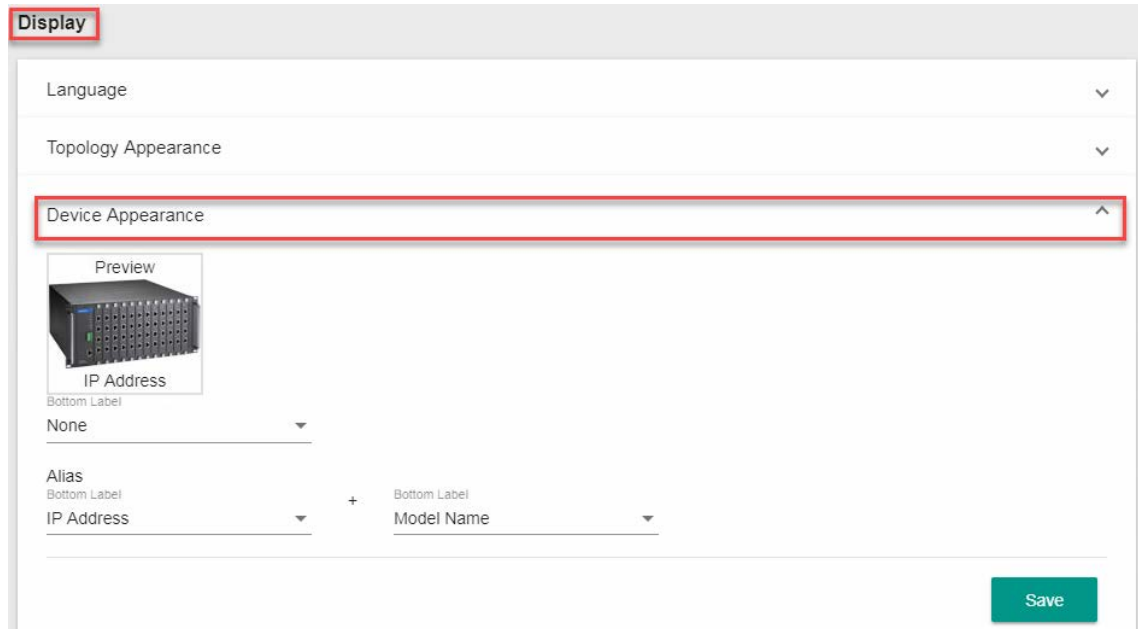 Display
Language
Topology Appearance
Device Appearance
Preview
IP Address
Bottom Label
None
Alias
Bottom Label
IP Address
+
Bottom Label
Model Name
Save